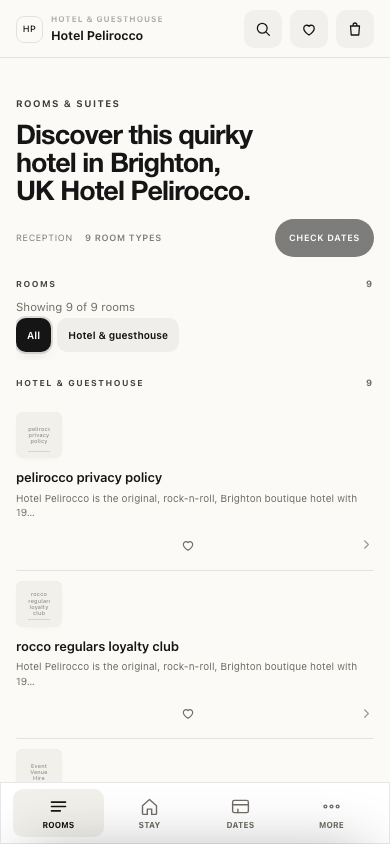 HP
HOTEL & GUESTHOUSE
Hotel Pelirocco
ROOMS & SUITES
Discover this quirky
hotel in Brighton,
UK Hotel Pelirocco.
RECEPTION 9 ROOM TYPES
CHECK DATES
ROOMS 9
Showing 9 of 9 rooms
All Hotel & guesthouse
HOTEL & GUESTHOUSE 9
privacy
policy
pelirocco privacy policy
Hotel Pelirocco is the original, rock-n-roll, Brighton boutique hotel with
19...
rocco
regulars
loyalty
club
rocco regulars loyalty club
Hotel Pelirocco is the original, rock-n-roll, Brighton boutique hotel with
19...
Event
Venue
Hire
ROOMS STAY DATES MORE